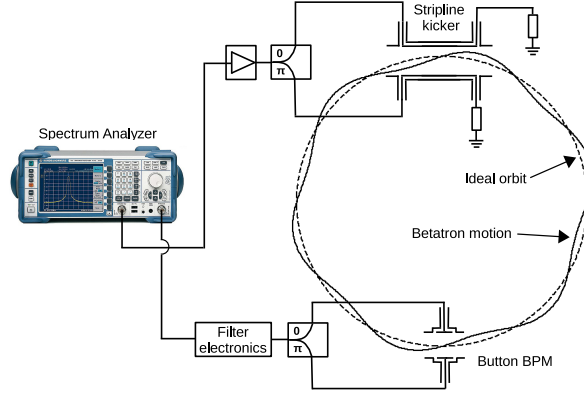 Stripline
kicker
0
π
Spectrum Analyzer
Ideal orbit
Betatron motion
Filter
electronics
0
π
Button BPM